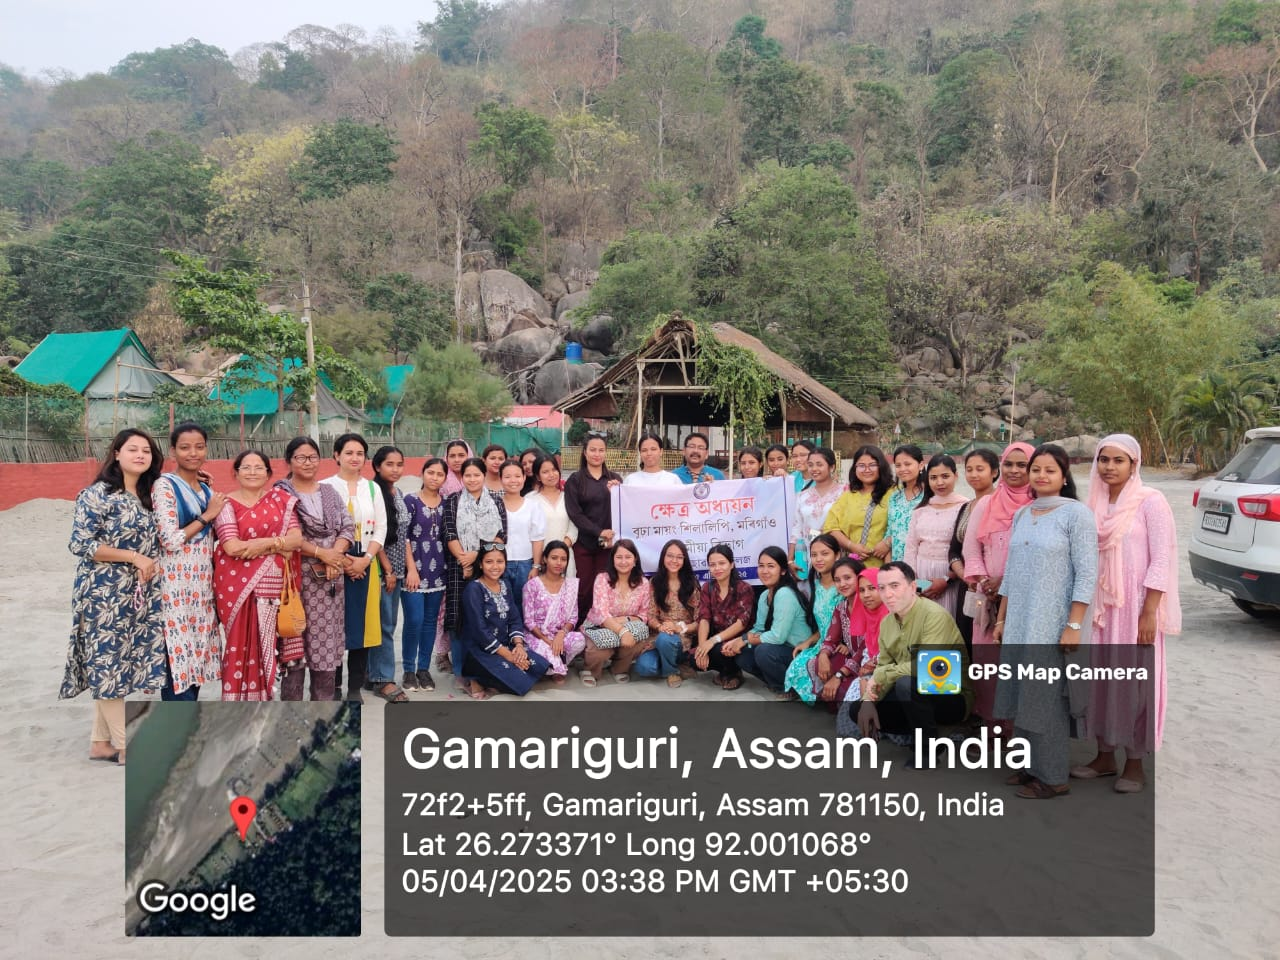 ক্ষেত্ৰ অধ্যয়ন
বুঢ়া মায়ং শিলালিপি, মৰিগাঁও
বিভাগ
GPS Map Camera
Gamariguri, Assam, India
72f2+5ff, Gamariguri, Assam 781150, India
Lat 26.273371° Long 92.001068°
05/04/2025 03:38 PM GMT +05:30
Google